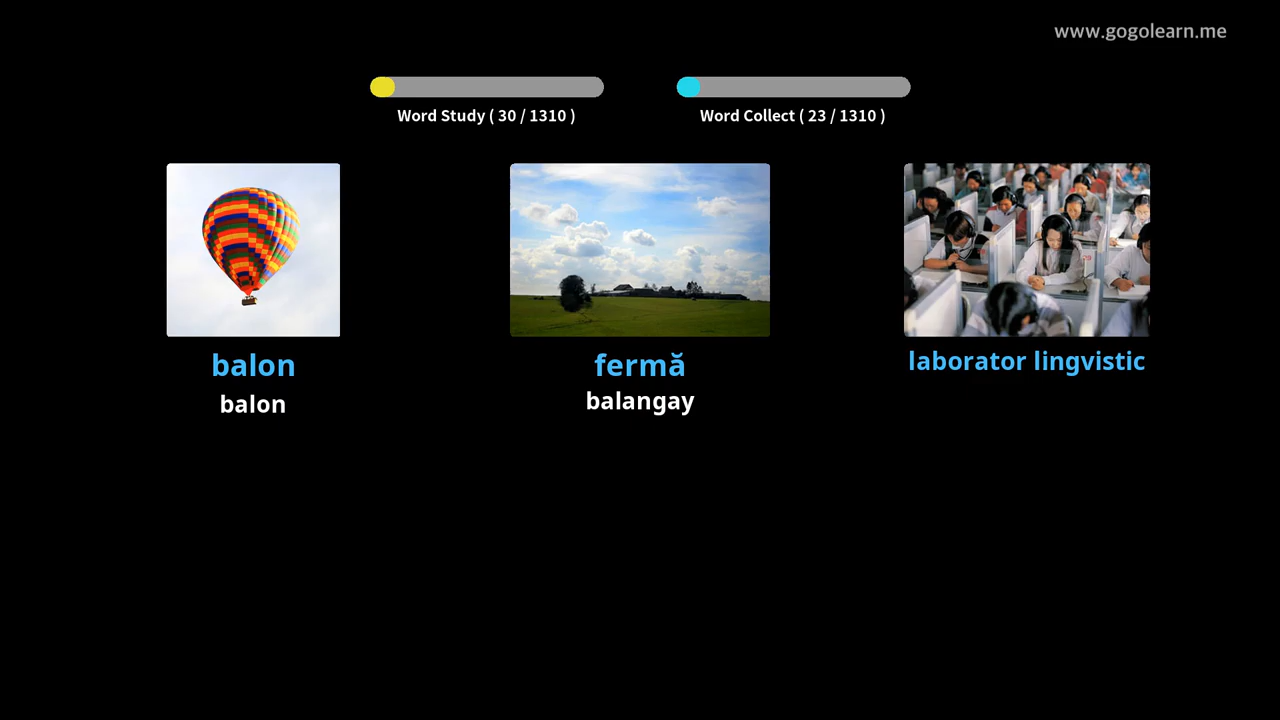 www.gogolearn.me
Word Study ( 30 / 1310 )
Word Collect ( 23 / 1310 )
balon
balon
fermă
balangay
laborator lingvistic